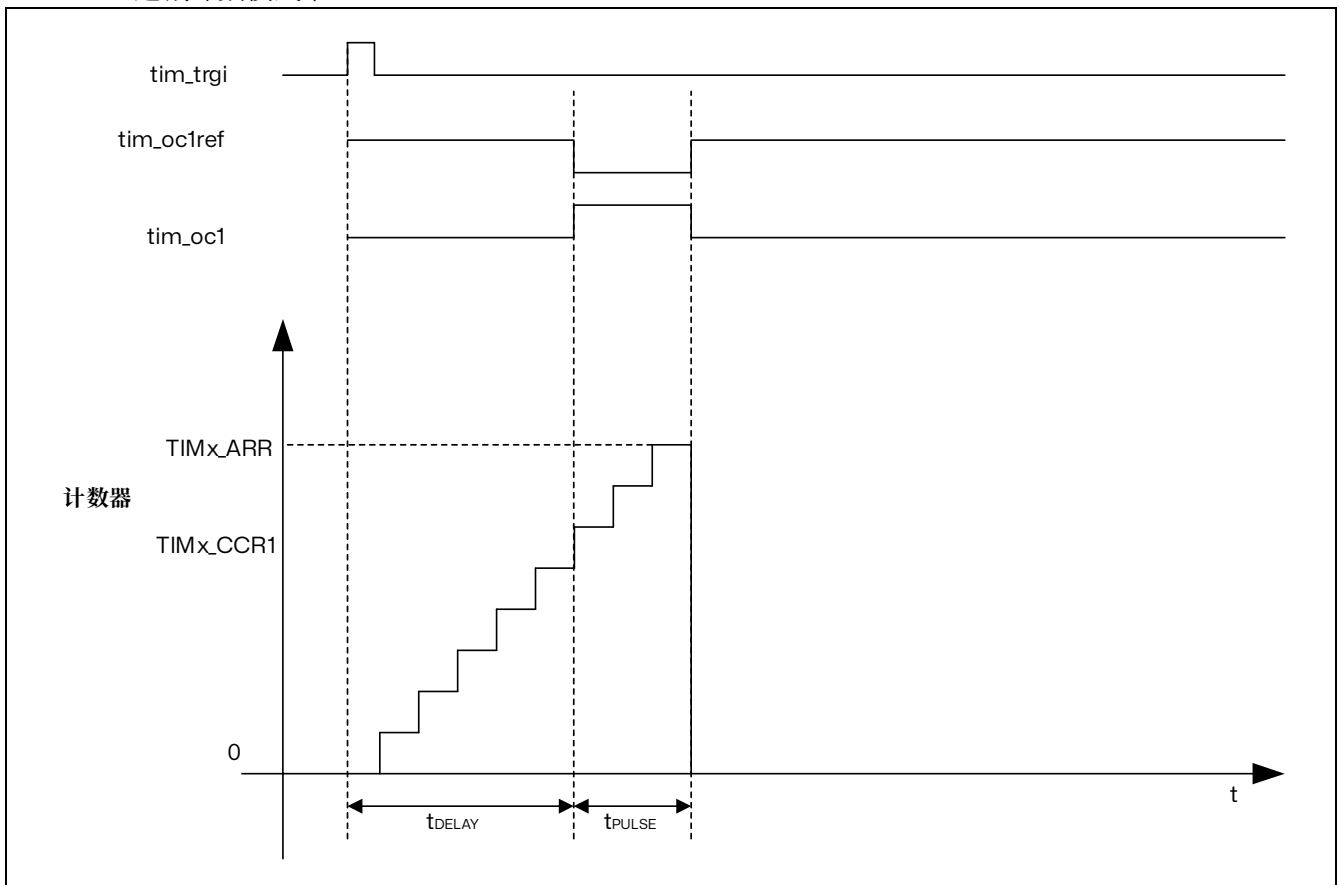 tim_trgi
tim_oc1ref
tim_oc1
TIMx_ARR
计数器
TIMx_CCR1
0
t
tDELAY
tPULSE